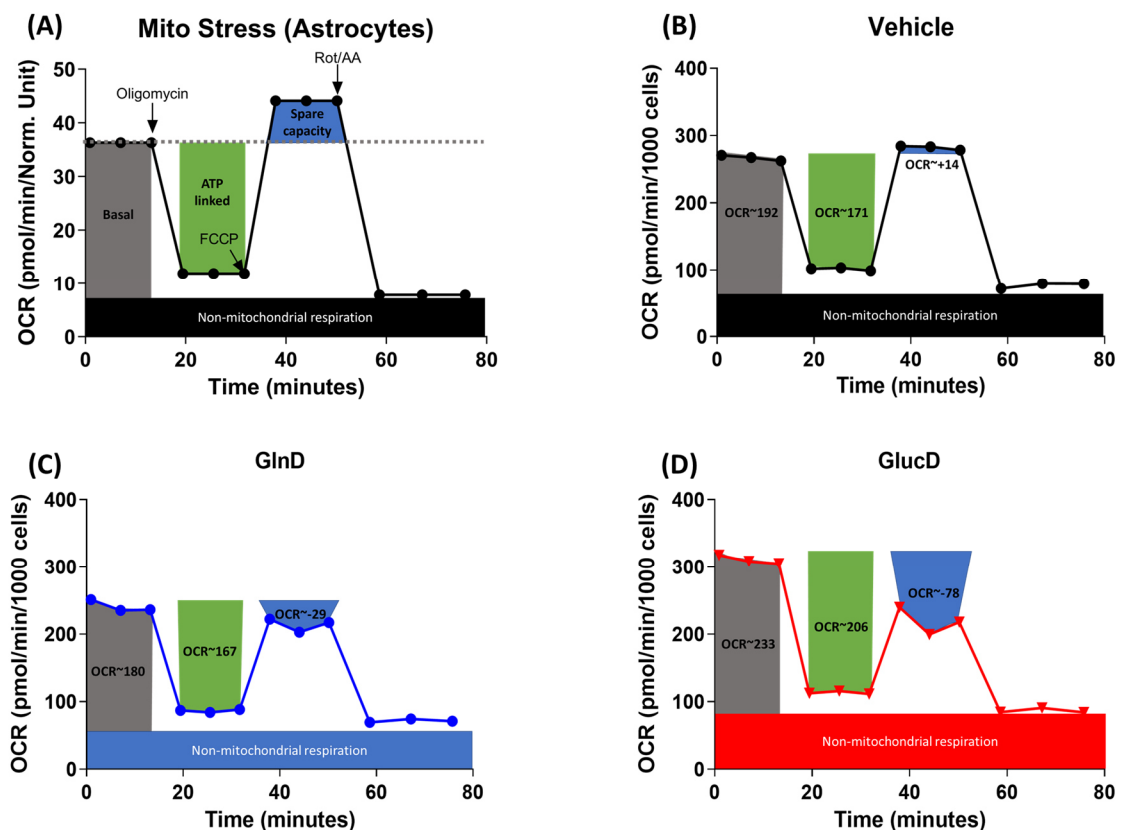 (A)
Mito Stress (Astrocytes)
OCR (pmol/min/Norm. Unit)
50
40
30
20
10
0
Oligomycin
Rot/AA
Spare
capacity
ATP
linked
Basal
FCCP
Non-mitochondrial respiration
0 20 40 60 80
Time (minutes)
(B)
Vehicle
OCR (pmol/min/1000 cells)
400
300
200
100
0
OCR~+14
OCR~192
OCR~171
Non-mitochondrial respiration
0 20 40 60 80
Time (minutes)
(C)
GlnD
OCR (pmol/min/1000 cells)
400
300
200
100
0
OCR~-29
OCR~167
OCR~180
Non-mitochondrial respiration
0 20 40 60 80
Time (minutes)
(D)
GlucD
OCR (pmol/min/1000 cells)
400
300
200
100
0
OCR~-78
OCR~206
OCR~233
Non-mitochondrial respiration
0 20 40 60 80
Time (minutes)